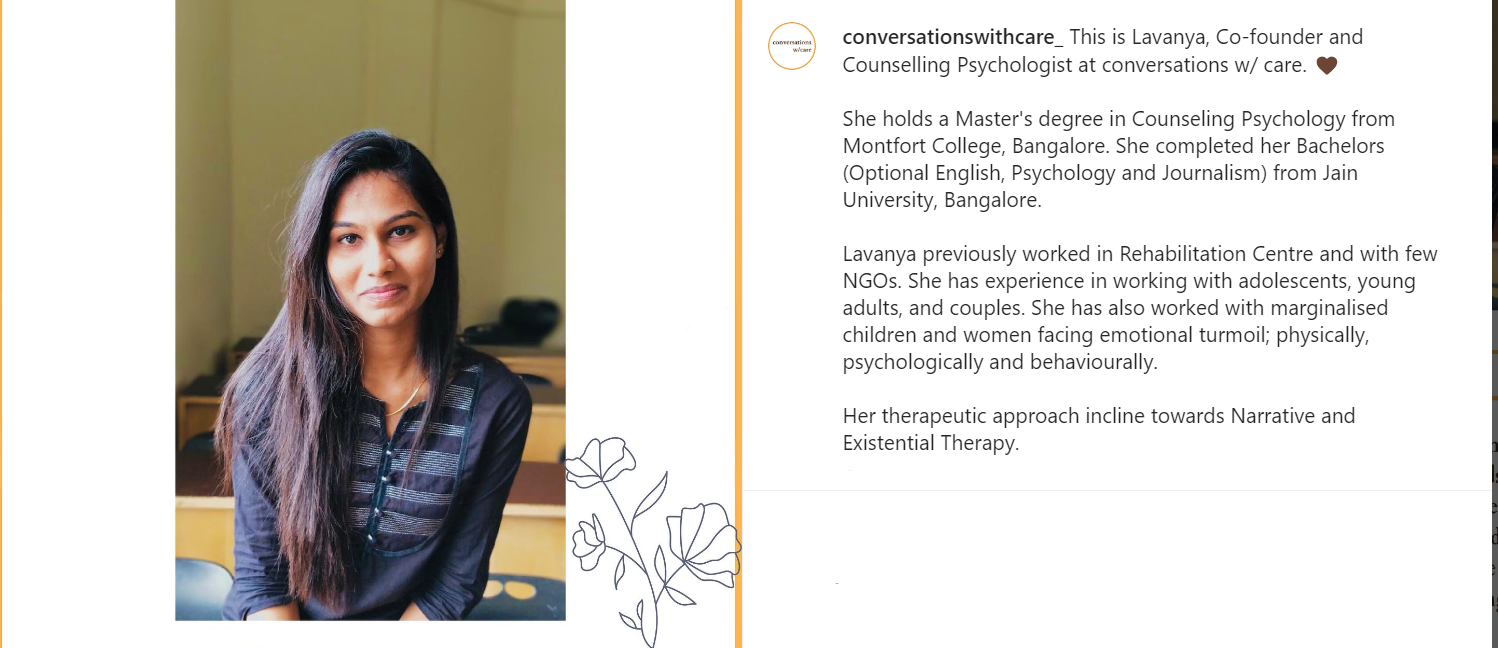 conversations
w/care
conversationswithcare_ This is Lavanya, Co-founder and
Counselling Psychologist at conversations w/ care. 🤎
She holds a Master's degree in Counseling Psychology from
Montfort College, Bangalore. She completed her Bachelors
(Optional English, Psychology and Journalism) from Jain
University, Bangalore.
Lavanya previously worked in Rehabilitation Centre and with few
NGOs. She has experience in working with adolescents, young
adults, and couples. She has also worked with marginalised
children and women facing emotional turmoil; physically,
psychologically and behaviourally.
Her therapeutic approach incline towards Narrative and
Existential Therapy.